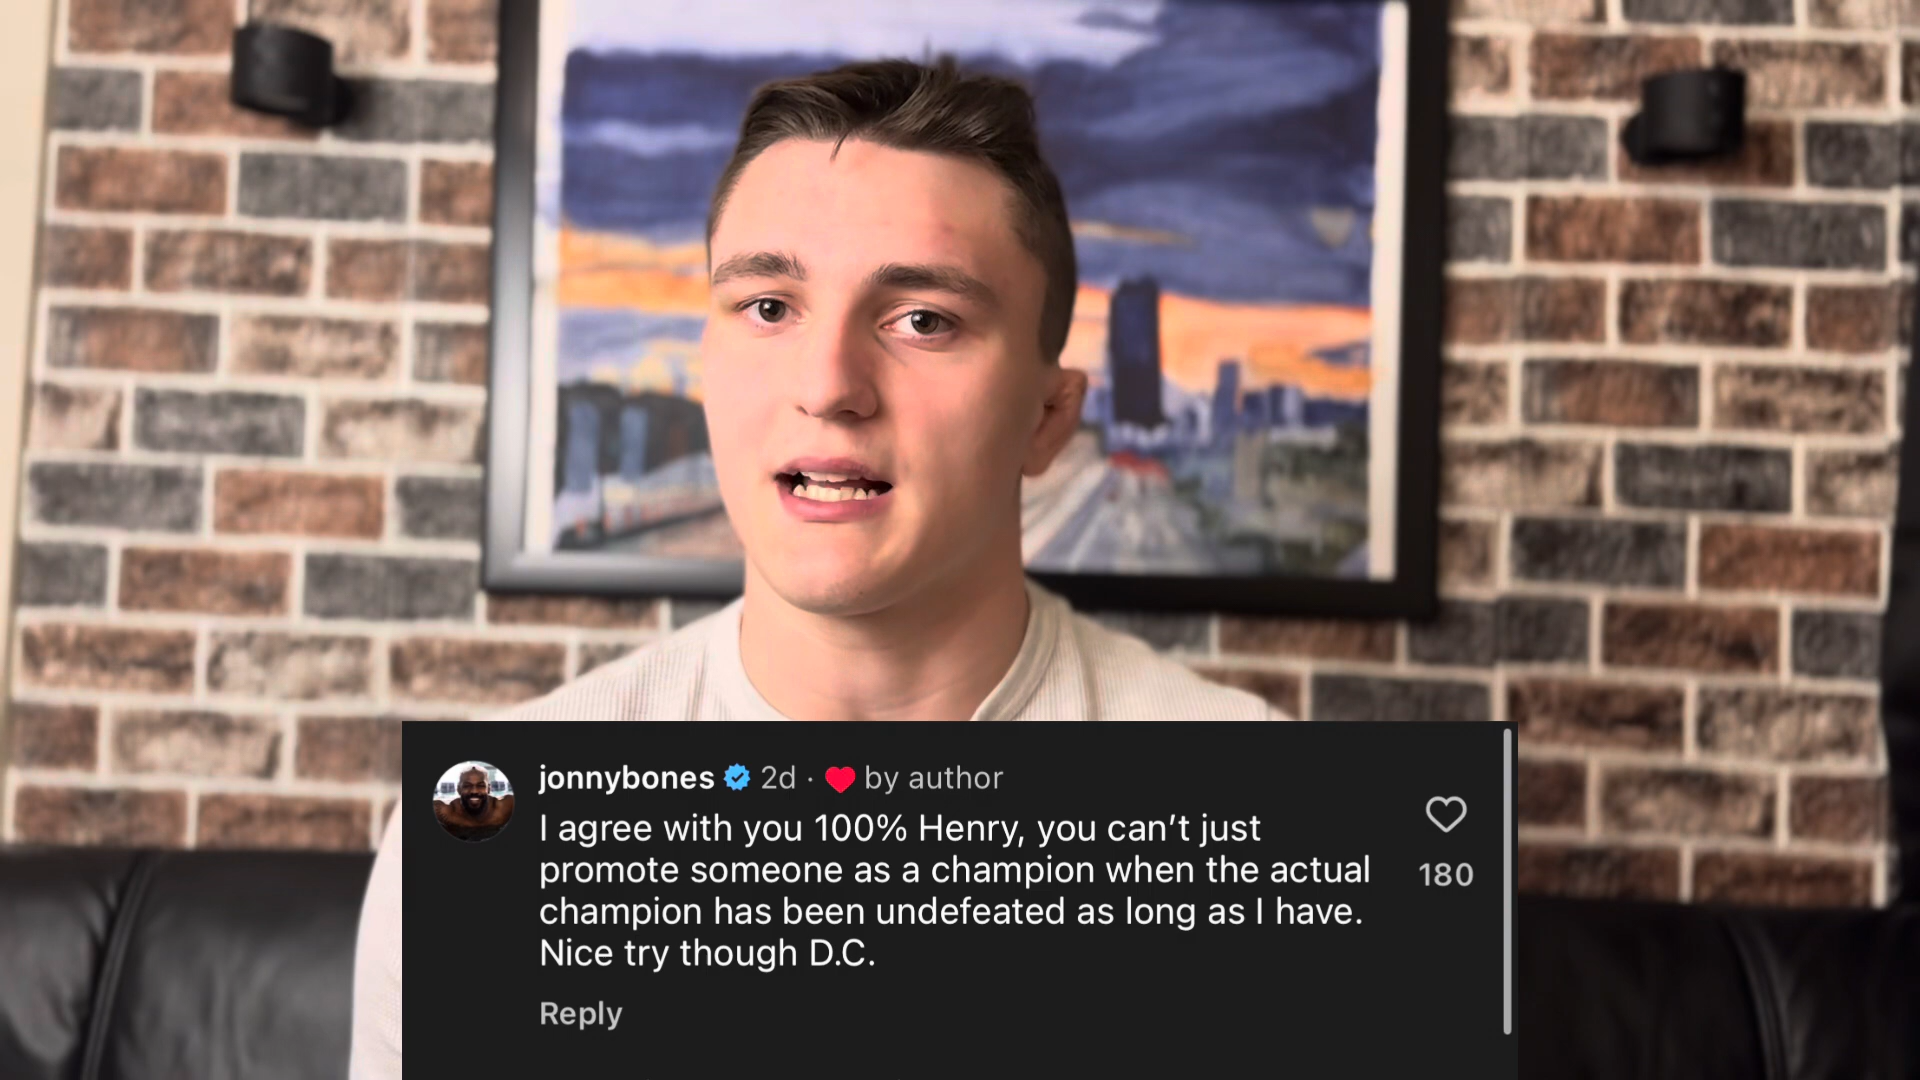 jonnybones 2d · by author
I agree with you 100% Henry, you can’t just
promote someone as a champion when the actual
champion has been undefeated as long as I have.
Nice try though D.C.
180
Reply